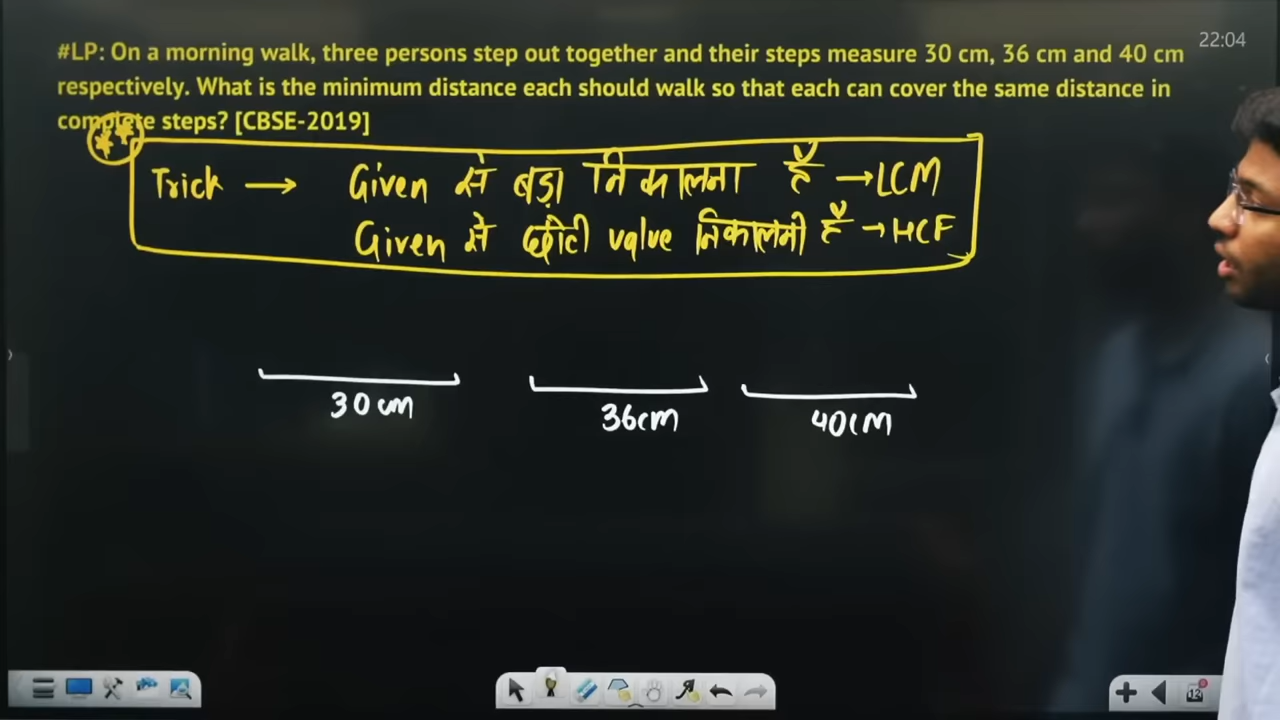 22:04
#LP: On a morning walk, three persons step out together and their steps measure 30 cm, 36 cm and 40 cm
respectively. What is the minimum distance each should walk so that each can cover the same distance in
complete steps? [CBSE-2019]
Trick → Given से बड़ा निकालना है → LCM
Given से छोटी value निकालनी है → HCF
30 cm 36cm 40cm